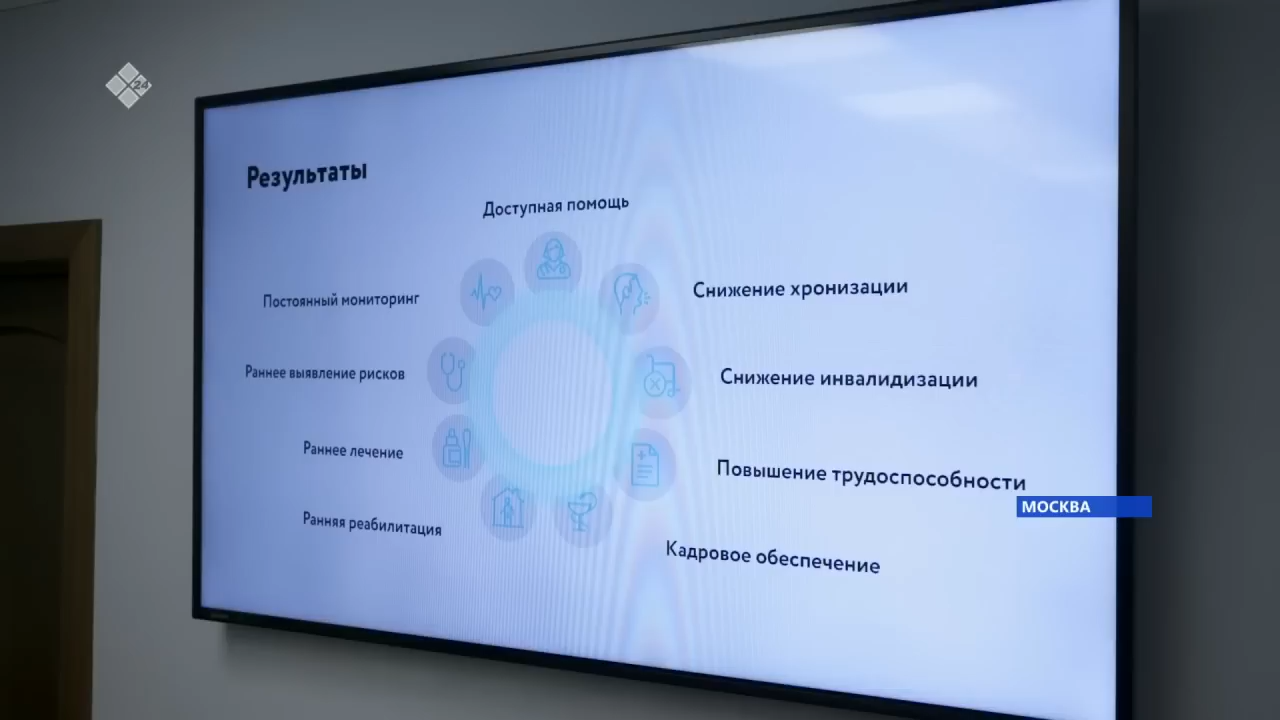 24
Результаты
Доступная помощь
Постоянный мониторинг
Снижение хронизации
Раннее выявление рисков
Снижение инвалидизации
Раннее лечение
Повышение трудоспособности
МОСКВА
Ранняя реабилитация
Кадровое обеспечение